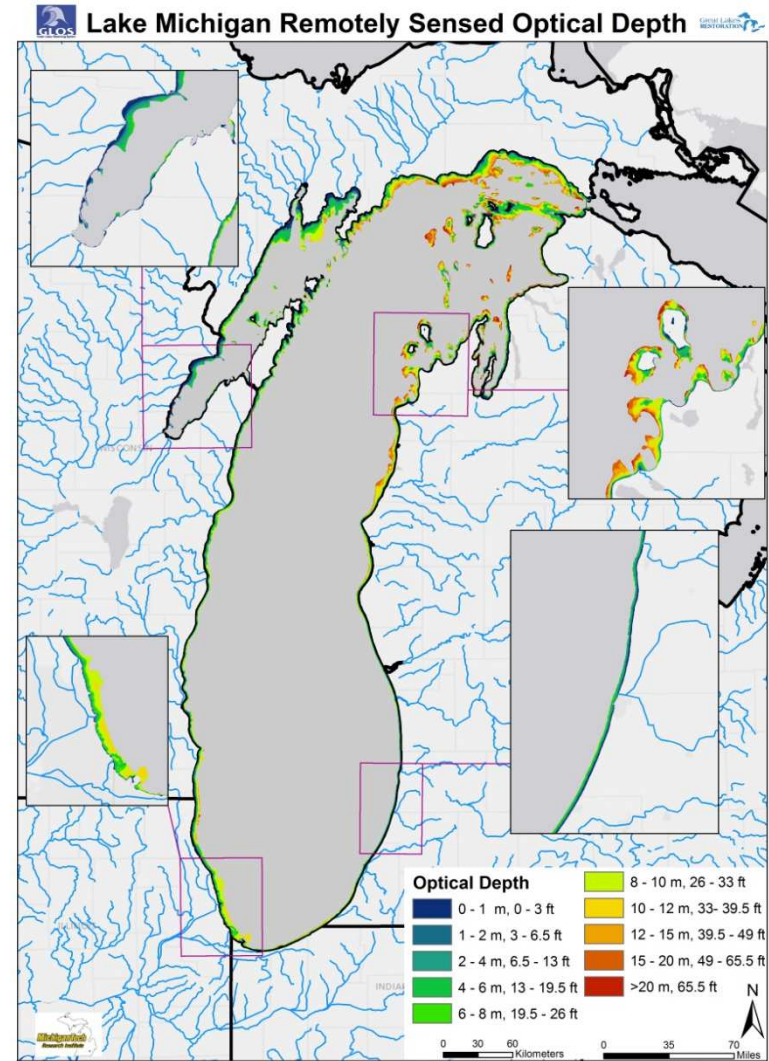 GLOS
Lake Michigan Remotely Sensed Optical Depth
Great Lakes
RESTORATION
WISCONSIN
ILLINOIS
INDIANA
Optical Depth
0 - 1 m, 0 - 3 ft
1 - 2 m, 3 - 6.5 ft
2 - 4 m, 6.5 - 13 ft
4 - 6 m, 13 - 19.5 ft
6 - 8 m, 19.5 - 26 ft
8 - 10 m, 26 - 33 ft
10 - 12 m, 33- 39.5 ft
12 - 15 m, 39.5 - 49 ft
15 - 20 m, 49 - 65.5 ft
>20 m, 65.5 ft
N
0 30 60 Kilometers
0 35 70 Miles
MichiganTech
Research Institute